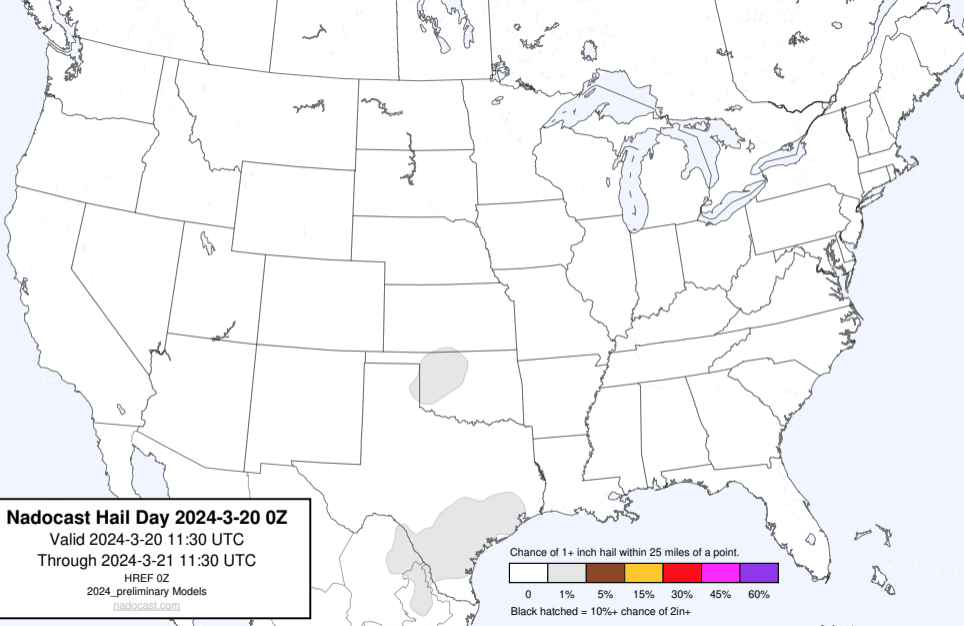 Nadocast Hail Day 2024-3-20 0Z
Valid 2024-3-20 11:30 UTC
Through 2024-3-21 11:30 UTC
HREF 0Z
2024_preliminary Models
nadocast.com
Chance of 1+ inch hail within 25 miles of a point.
0 1% 5% 15% 30% 45% 60%
Black hatched = 10%+ chance of 2in+